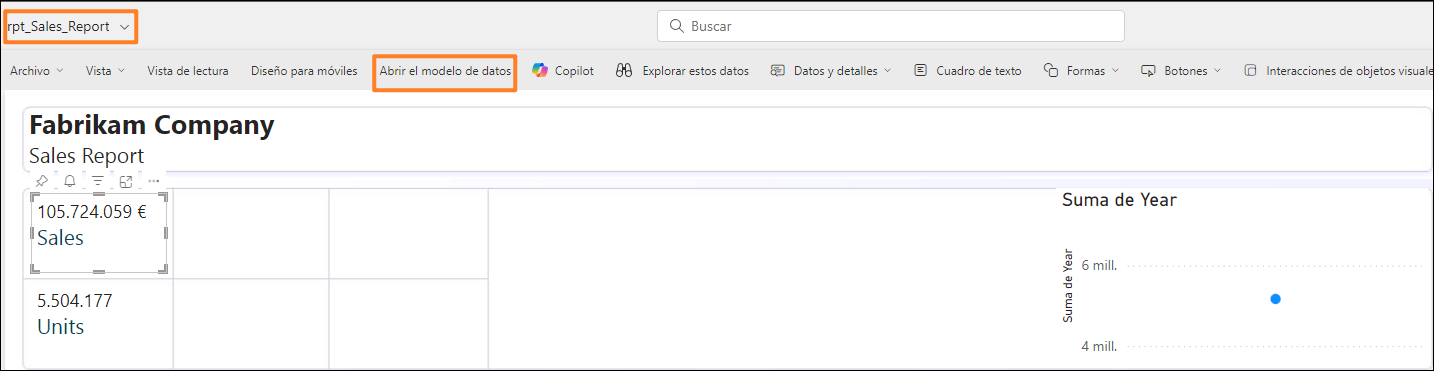 rpt_Sales_Report
Buscar
Archivo Vista Vista de lectura Diseño para móviles Abrir el modelo de datos Copilot Explorar estos datos Datos y detalles Cuadro de texto Formas Botones Interacciones de objetos visuale
Fabrikam Company
Sales Report
105.724.059 €
Sales
5.504.177
Units
Suma de Year
Suma de Year
6 mill.
4 mill.